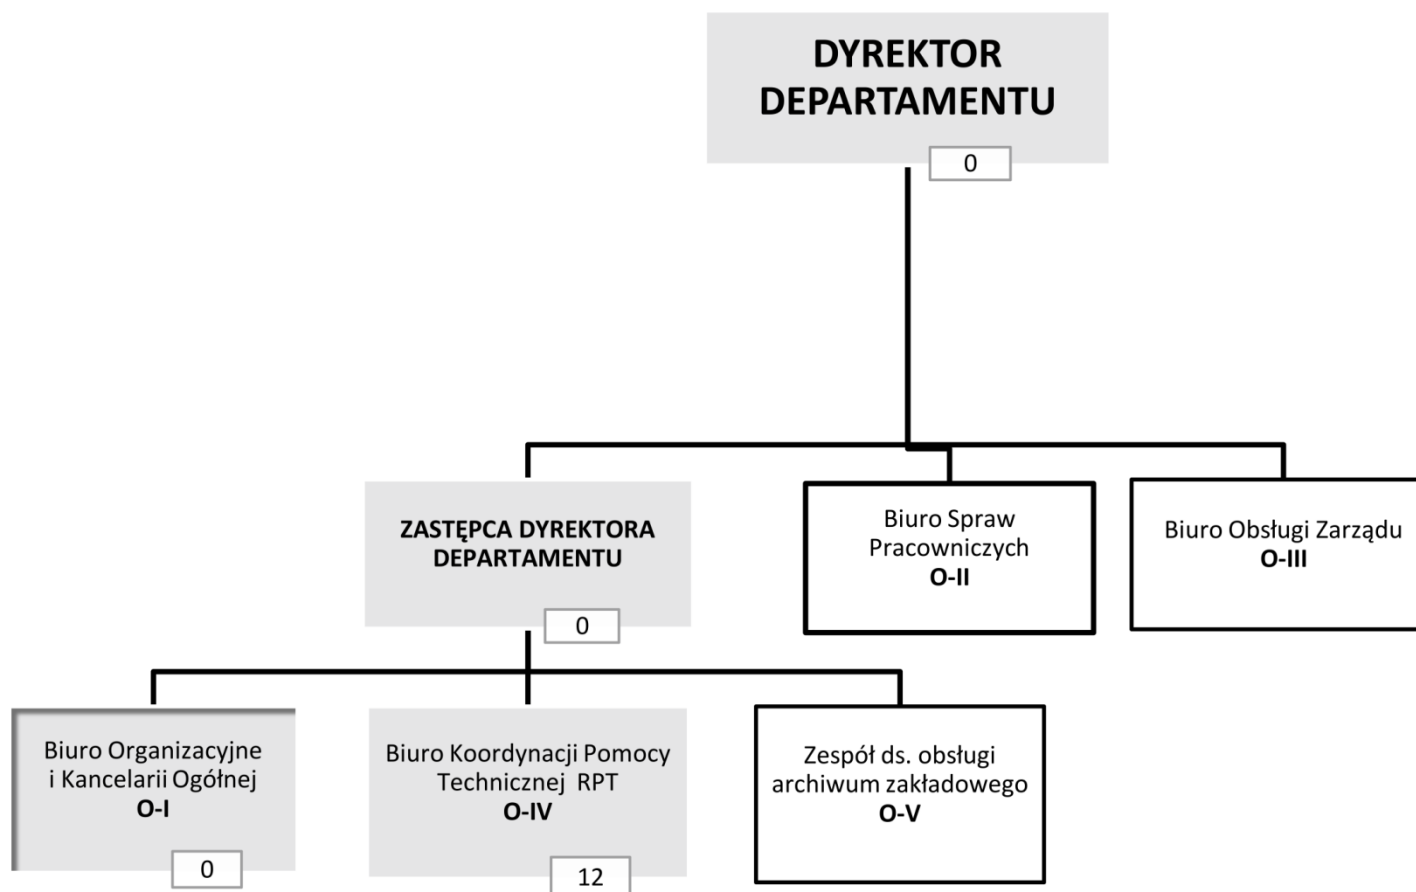 DYREKTOR
DEPARTAMENTU
0
ZASTĘPCA DYREKTORA
DEPARTAMENTU
0
Biuro Spraw
Pracowniczych
O-II
Biuro Obsługi Zarządu
O-III
Biuro Organizacyjne
i Kancelarii Ogólnej
O-I
0
Biuro Koordynacji Pomocy
Technicznej RPT
O-IV
12
Zespół ds. obsługi
archiwum zakładowego
O-V